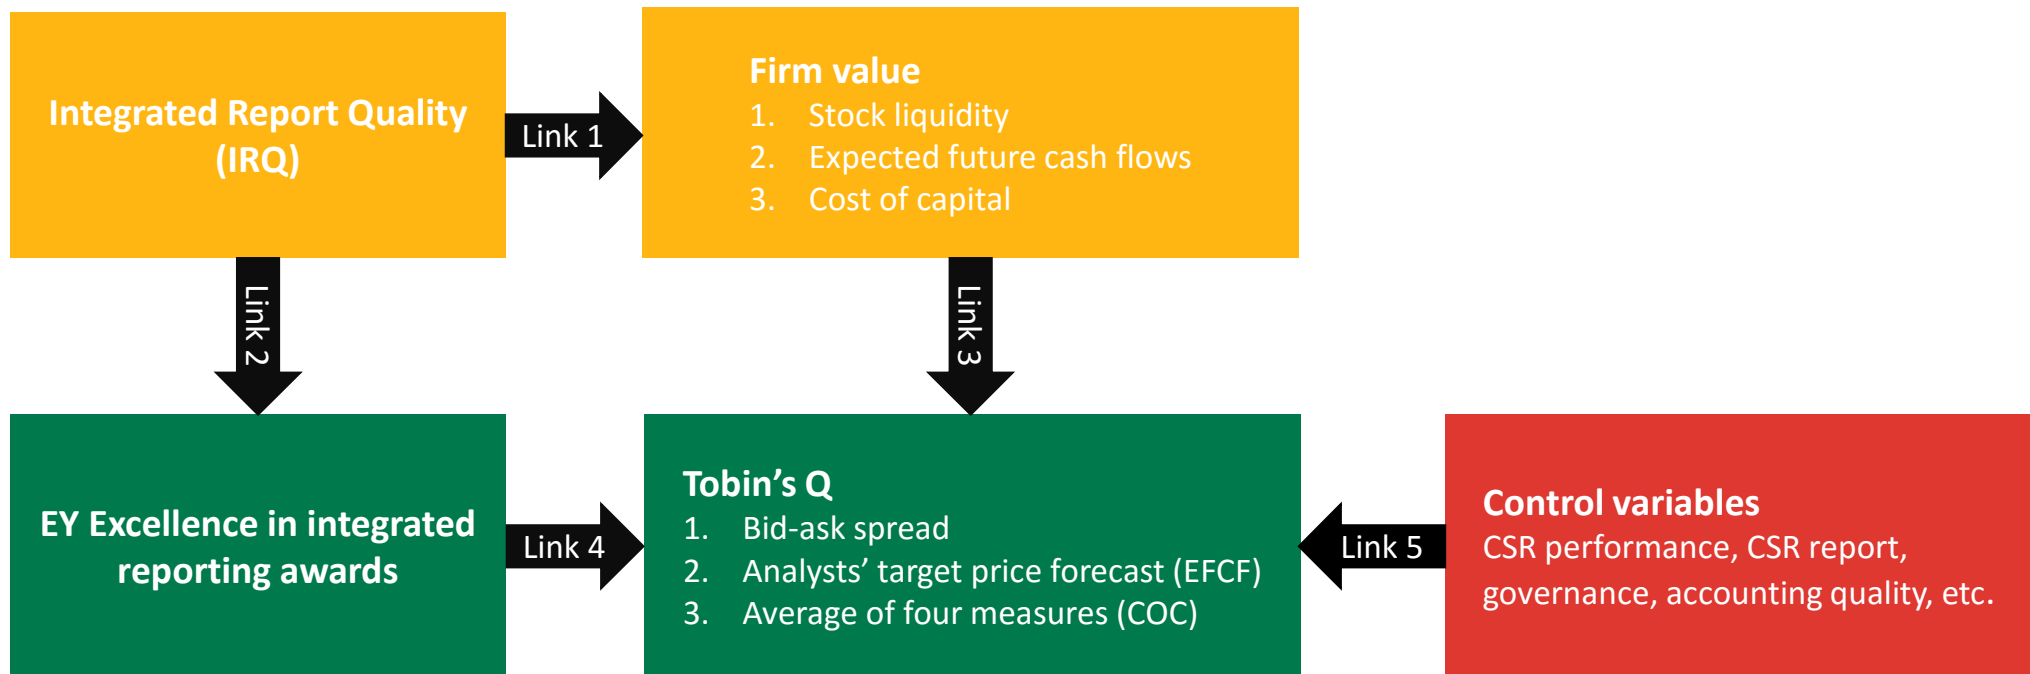 Integrated Report Quality
(IRQ)
Link 1
Firm value
1. Stock liquidity
2. Expected future cash flows
3. Cost of capital
Link 2
Link 3
EY Excellence in integrated
reporting awards
Link 4
Tobin’s Q
1. Bid-ask spread
2. Analysts’ target price forecast (EFCF)
3. Average of four measures (COC)
Link 5
Control variables
CSR performance, CSR report,
governance, accounting quality, etc.